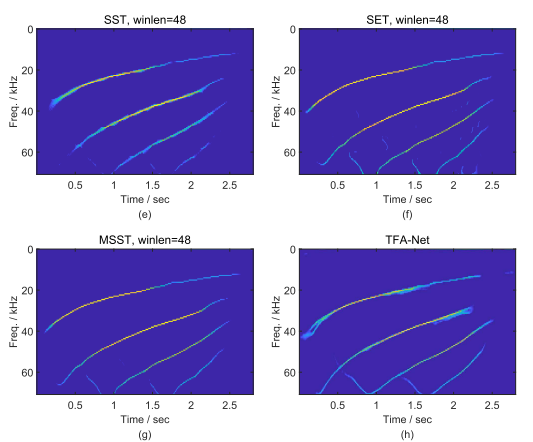 SST, winlen=48
0
20
40
60
Freq. / kHz
0.5 1 1.5 2 2.5
Time / sec
(e)
SET, winlen=48
0
20
40
60
Freq. / kHz
0.5 1 1.5 2 2.5
Time / sec
(f)
MSST, winlen=48
0
20
40
60
Freq. / kHz
0.5 1 1.5 2 2.5
Time / sec
(g)
TFA-Net
0
20
40
60
Freq. / kHz
0.5 1 1.5 2 2.5
Time / sec
(h)